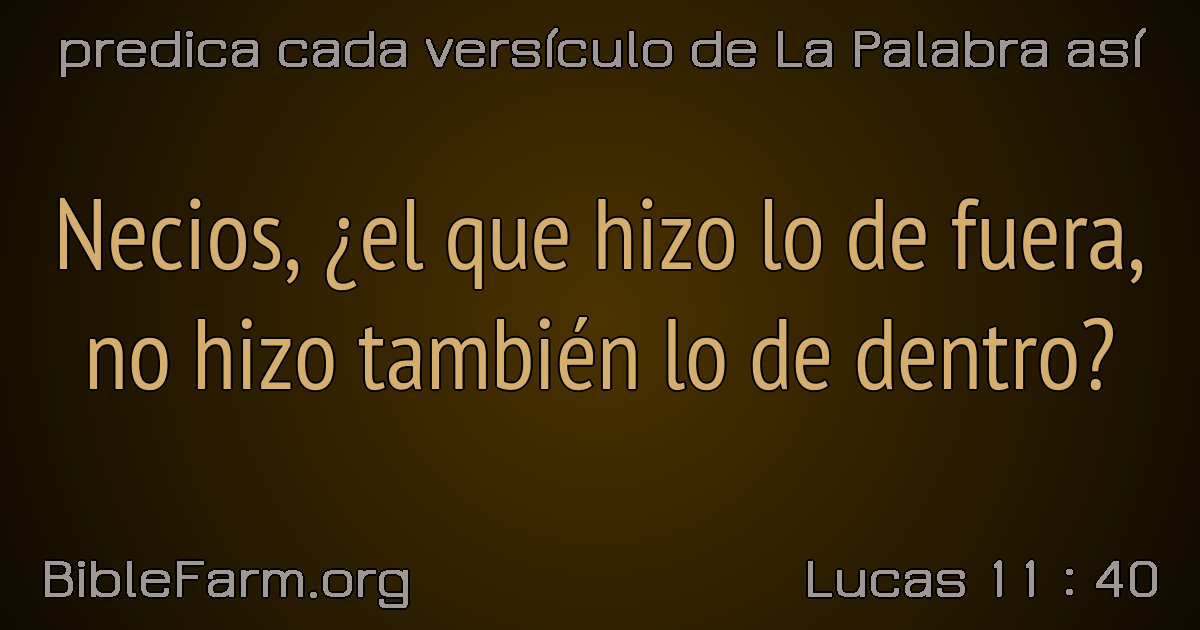 predica cada versículo de La Palabra así
Necios, ¿el que hizo lo de fuera,
no hizo también lo de dentro?
BibleFarm.org
Lucas 11 : 40